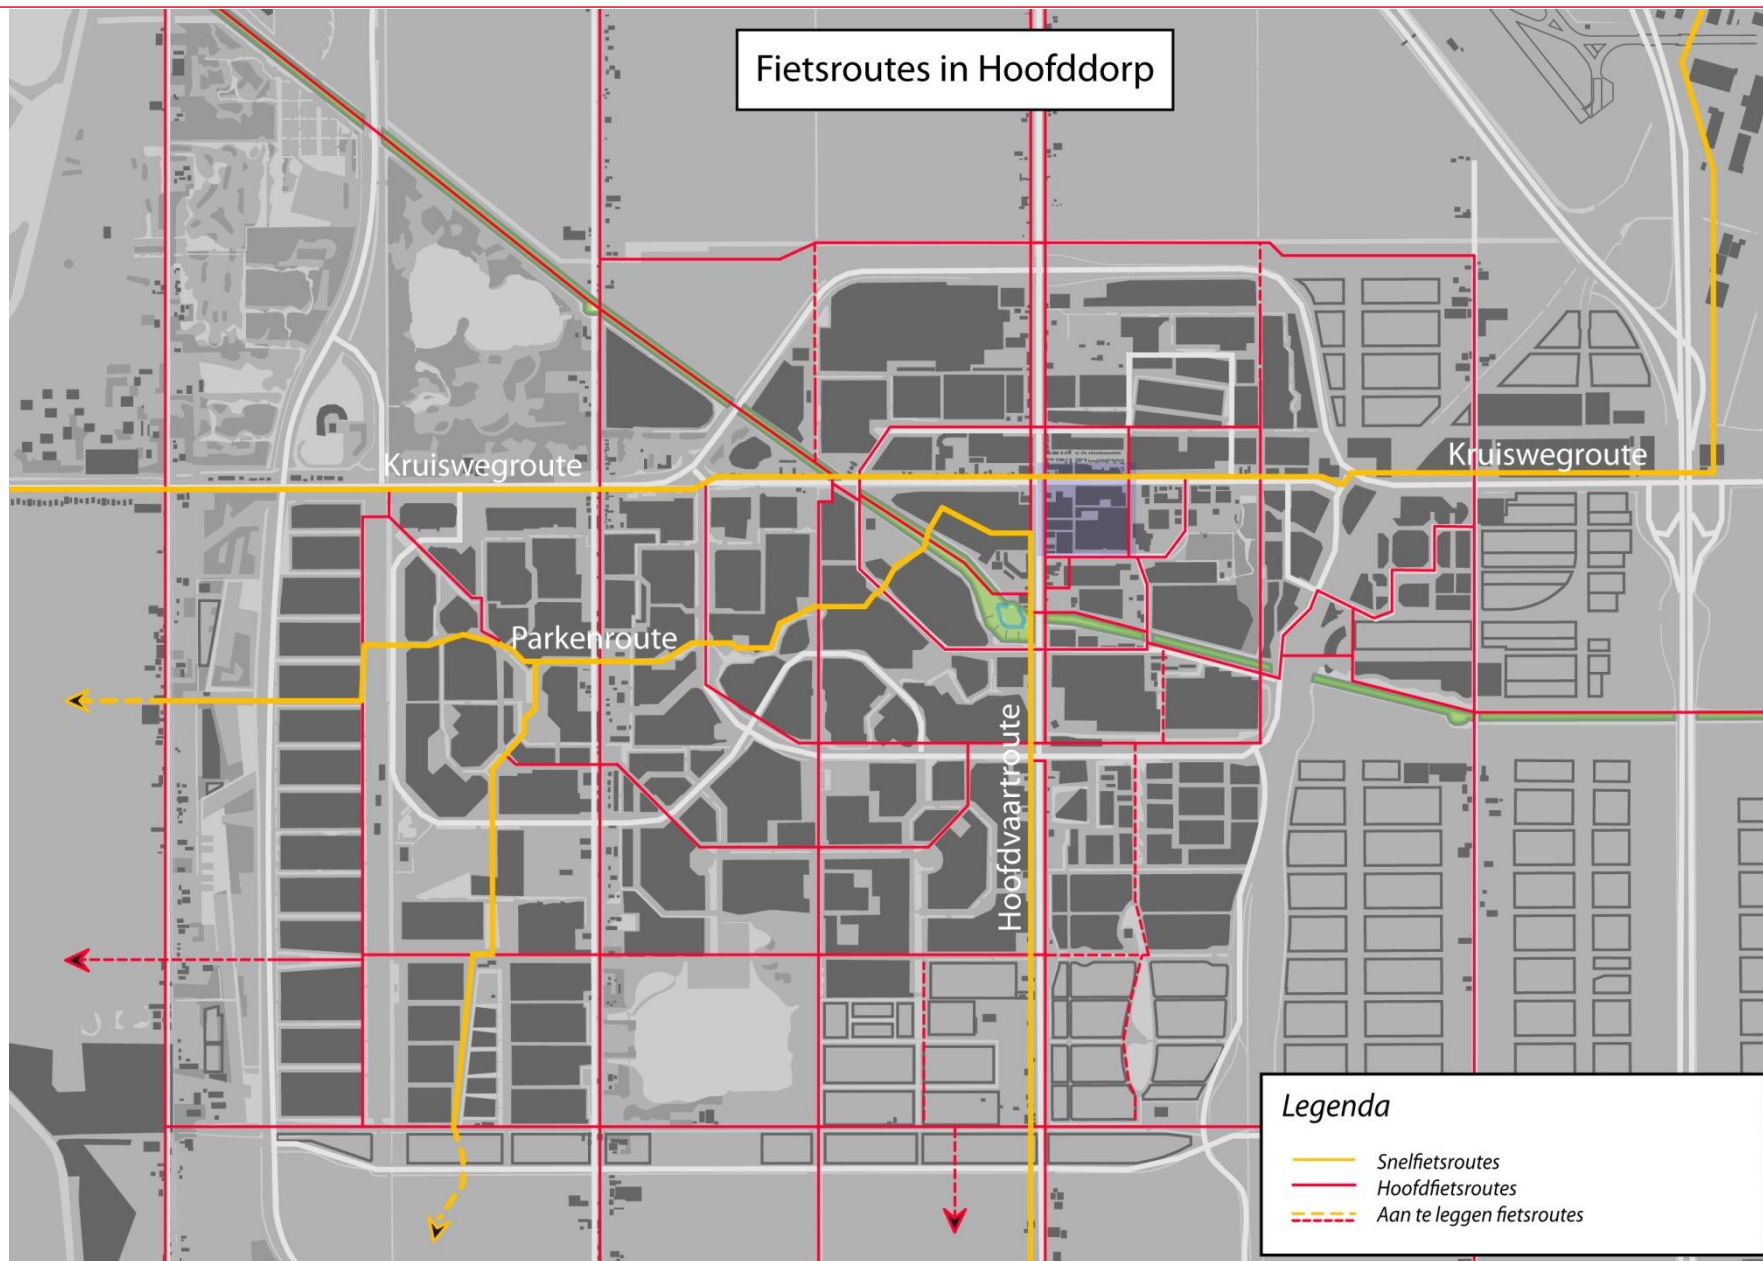 Fietsroutes in Hoofddorp
Kruiswegroute
Kruiswegroute
Parkenroute
Hoofdvaartroute
Legenda
Snelfietsroutes
Hoofdfietsroutes
Aan te leggen fietsroutes